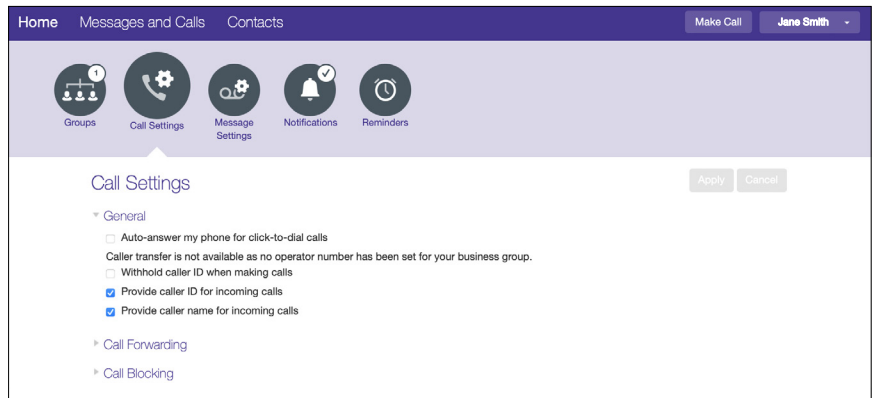 Home Messages and Calls Contacts Make Call Jane Smith
1
Groups Call Settings Message Settings Notifications Reminders
Call Settings Apply Cancel
General
Auto-answer my phone for click-to-dial calls
Caller transfer is not available as no operator number has been set for your business group.
Withhold caller ID when making calls
Provide caller ID for incoming calls
Provide caller name for incoming calls
Call Forwarding
Call Blocking